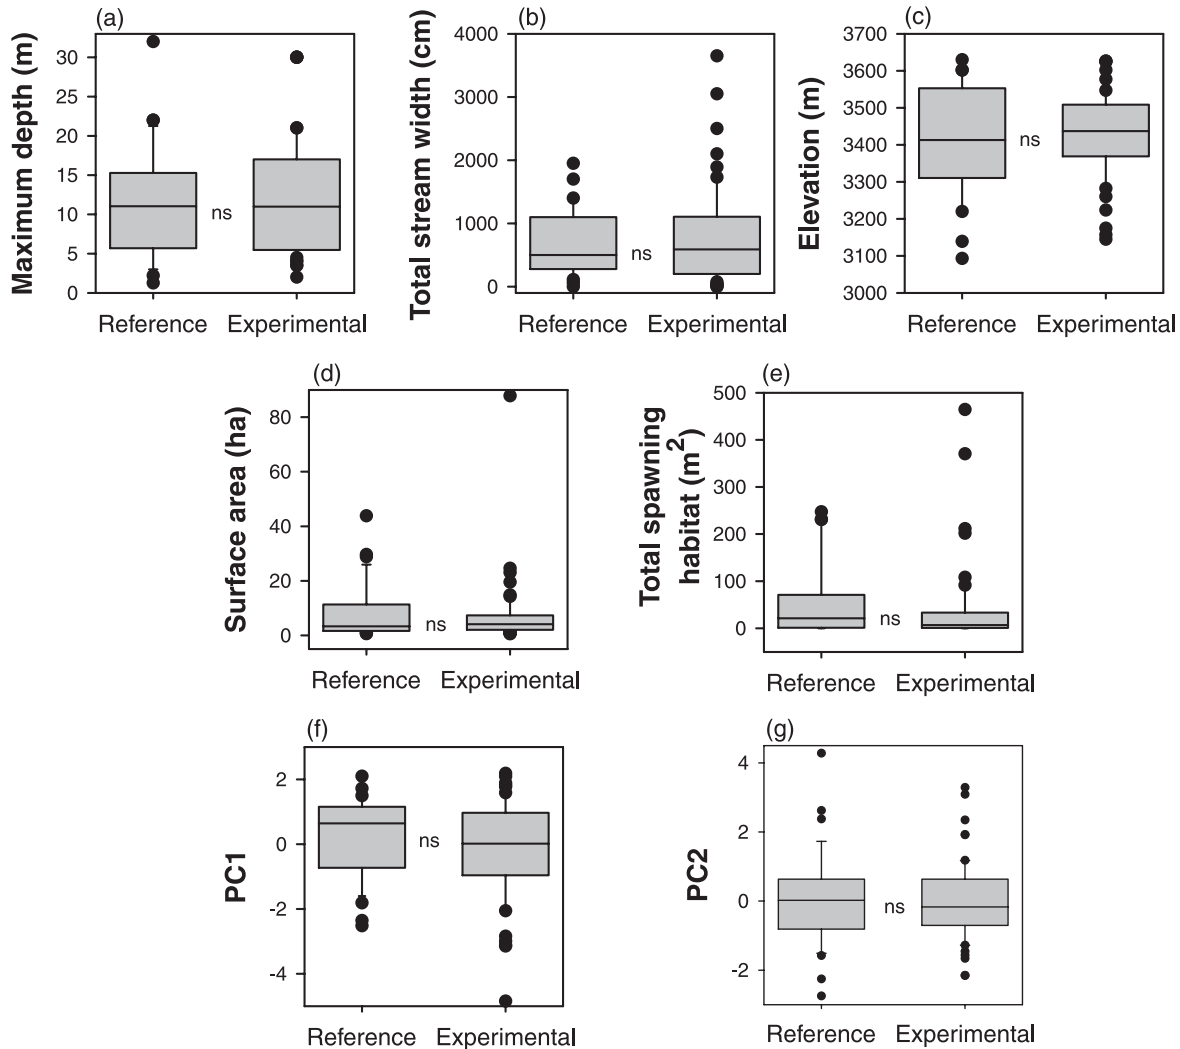 (a)
Maximum depth (m)
30
25
20
15
10
5
0
ns
Reference Experimental
(b)
Total stream width (cm)
4000
3000
2000
1000
0
ns
Reference Experimental
(c)
Elevation (m)
3700
3600
3500
3400
3300
3200
3100
3000
ns
Reference Experimental
(d)
Surface area (ha)
80
60
40
20
0
ns
Reference Experimental
(e)
Total spawning
habitat (m²)
500
400
300
200
100
0
ns
Reference Experimental
(f)
PC1
2
0
-2
-4
ns
Reference Experimental
(g)
PC2
4
2
0
-2
ns
Reference Experimental